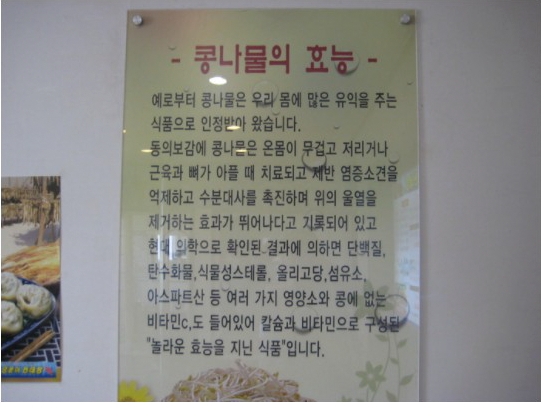 - 콩나물의 효능 -
예로부터 콩나물은 우리 몸에 많은 유익을 주는
식품으로 인정받아 왔습니다.
동의보감에 콩나물은 온몸이 무겁고 저리거나
근육과 뼈가 아플 때 치료되고 제반 염증소견을
억제하고 수분대사를 촉진하며 위의 울열을
제거하는 효과가 뛰어나다고 기록되어 있고
현대 의학으로 확인된 결과에 의하면 단백질,
탄수화물,식물성스테롤, 올리고당,섬유소,
아스파트산 등 여러 가지 영양소와 콩에 없는
비타민c,도 들어있어 칼슘과 비타민으로 구성된
"놀라운 효능을 지닌 식품"입니다.